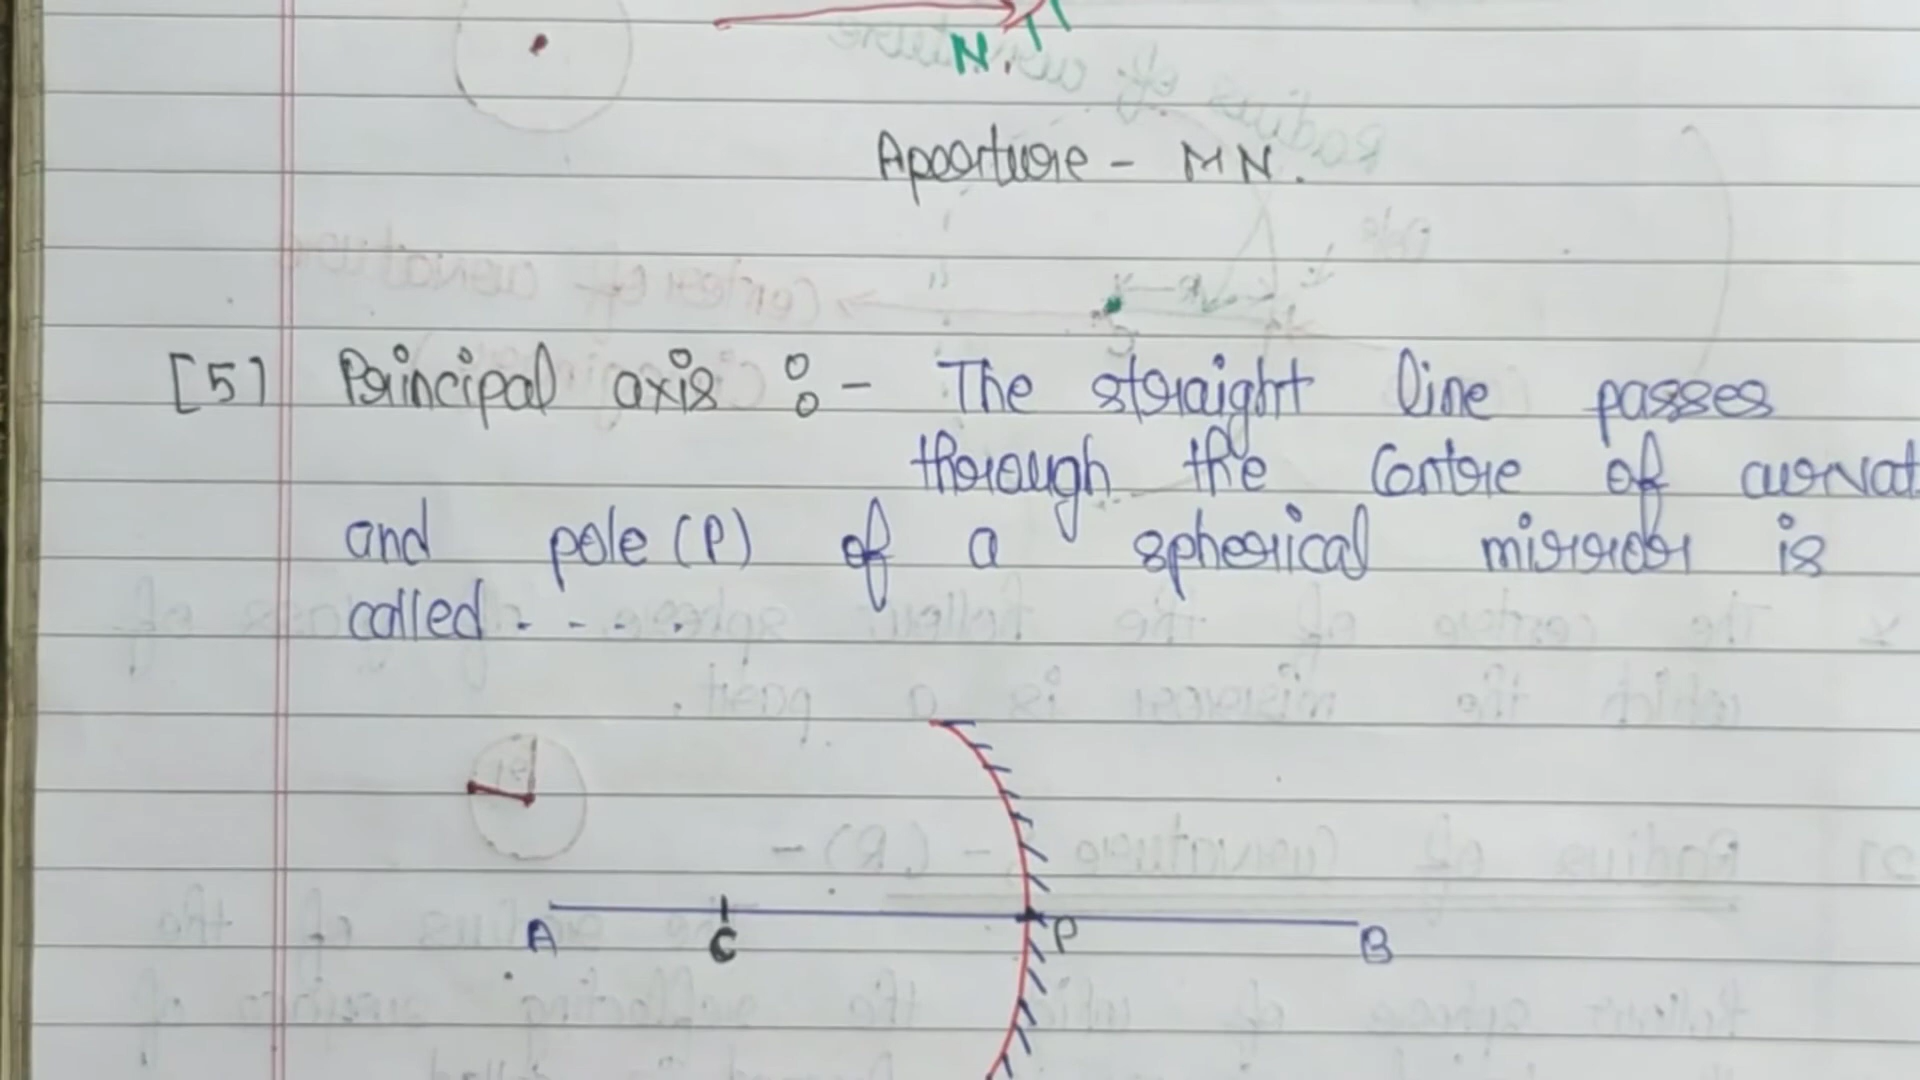 N.
Aperture - MN.
[5] Principal axis :- The straight line passes
through the Centre of curvat
and pole (P) of a spherical mirror is
called - - - -
A C P B